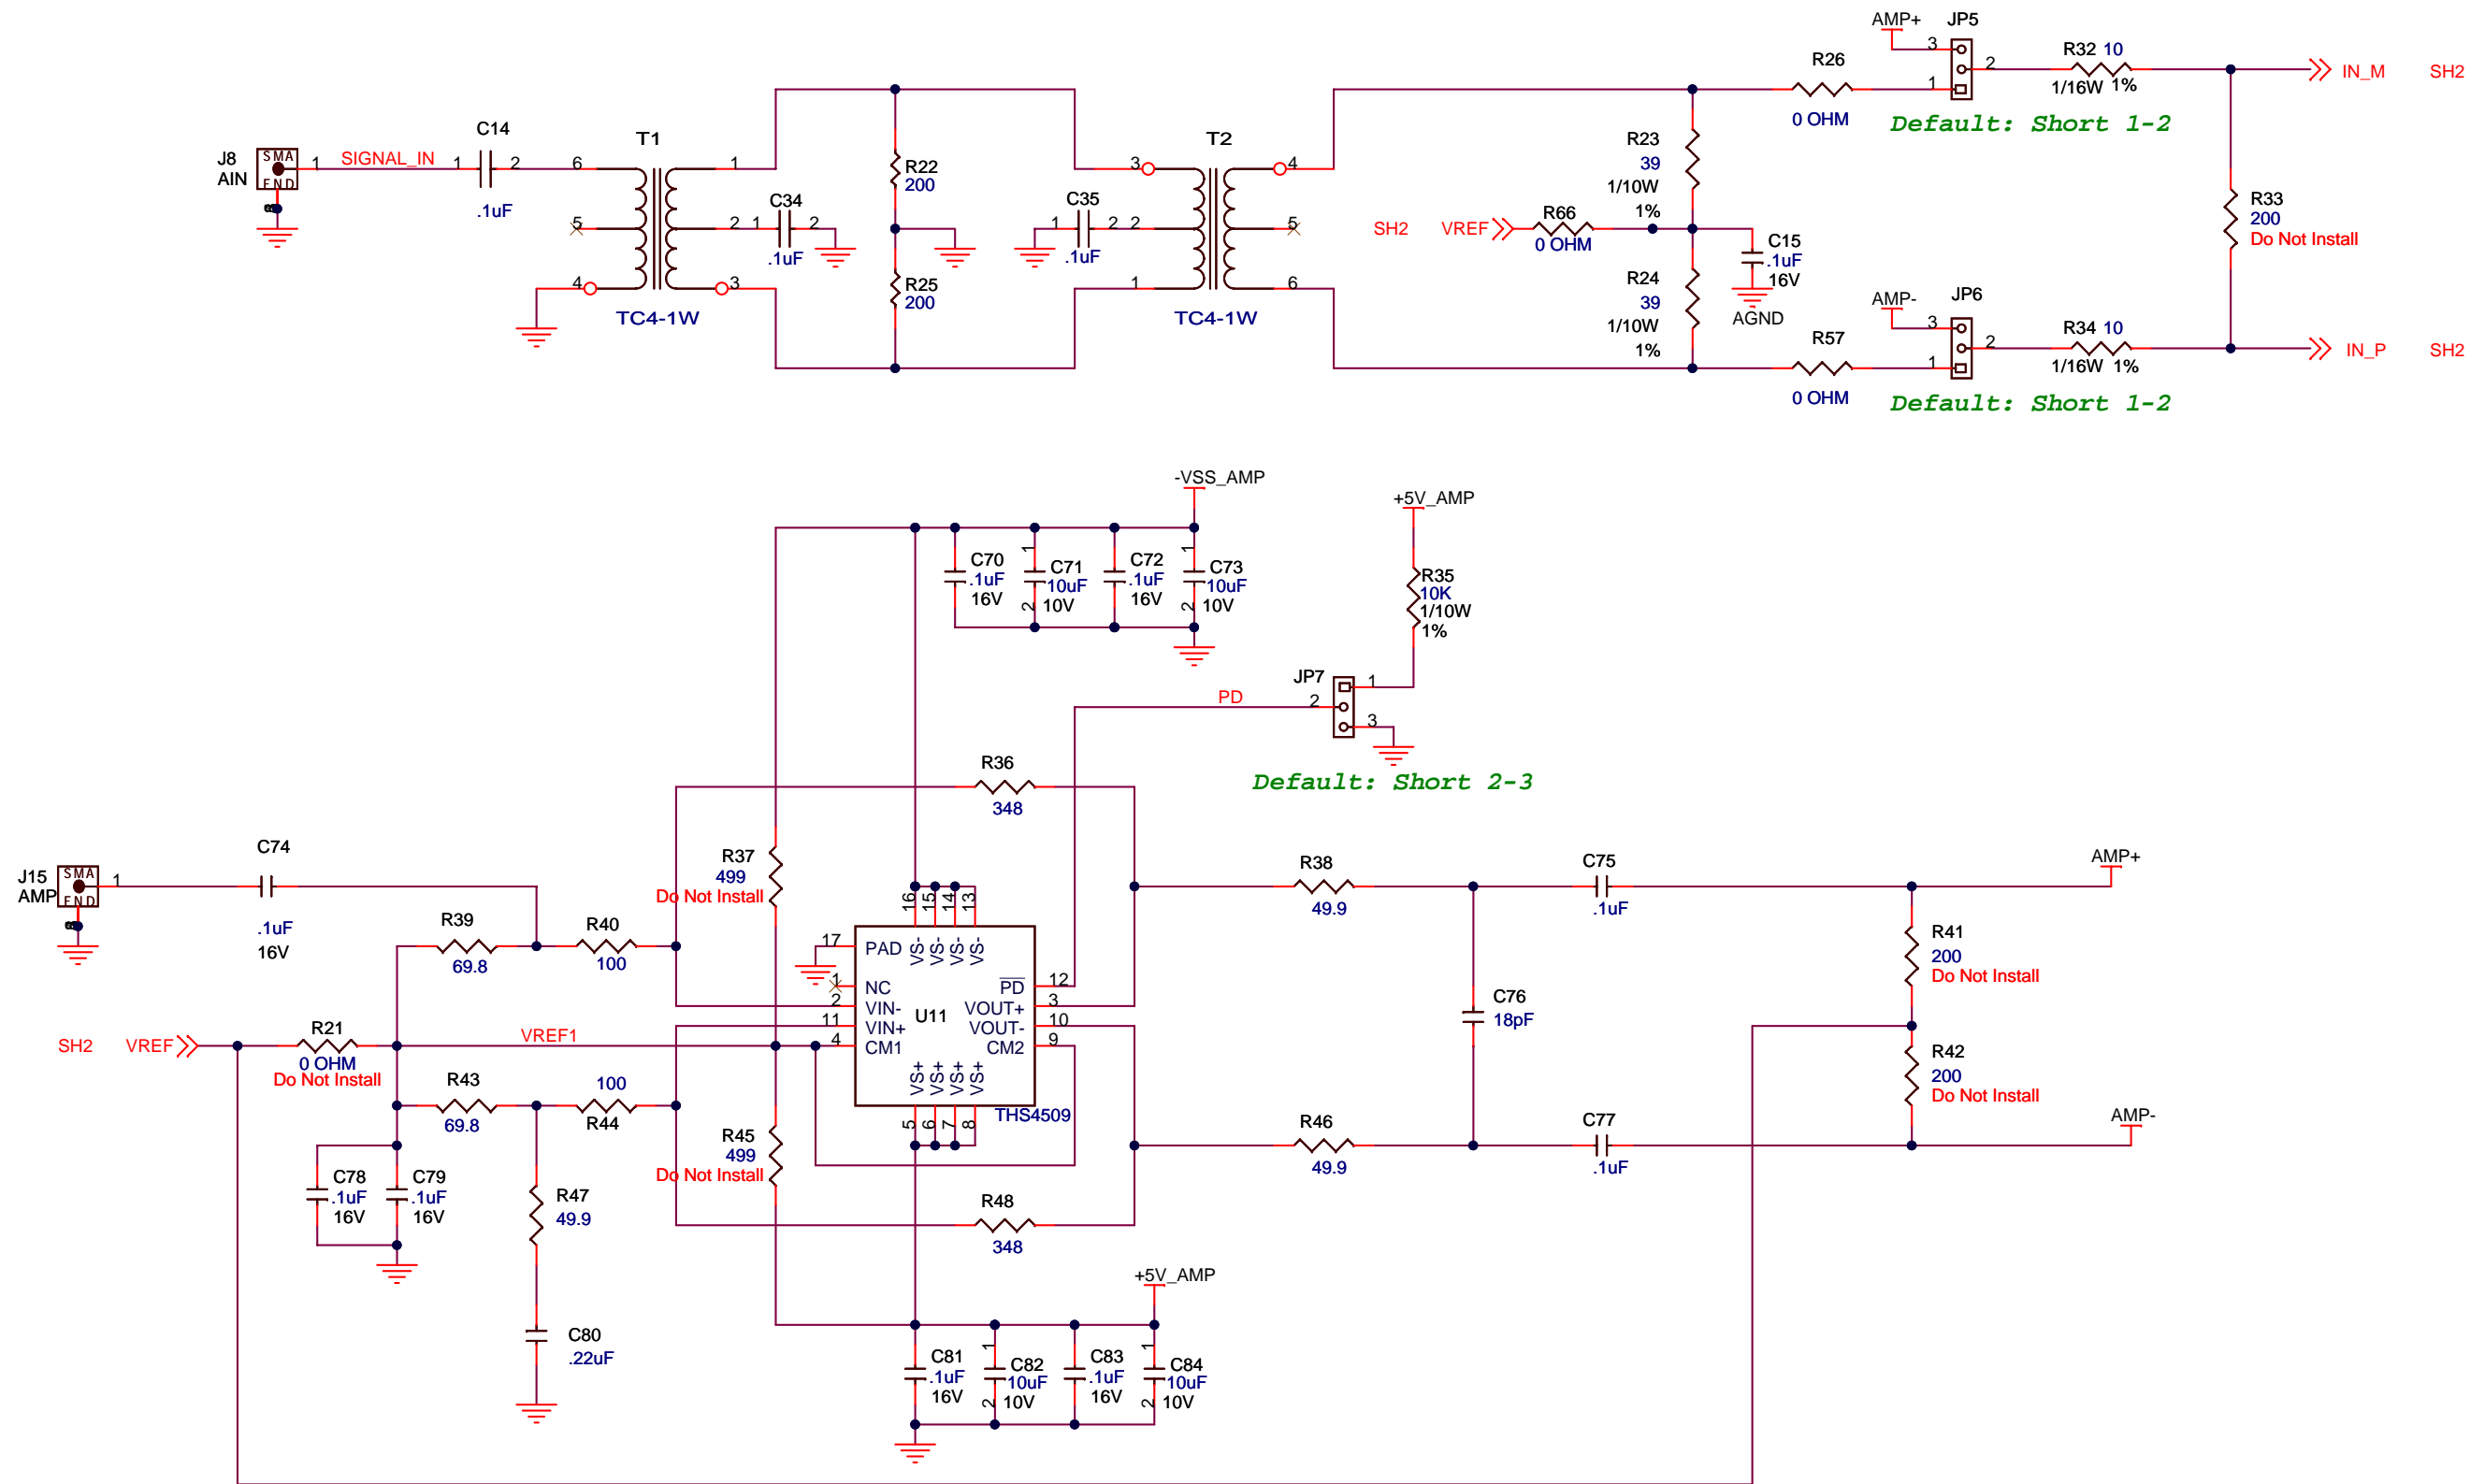 AMP+ JP5
R26 3 R32 10
2 IN_M SH2
1 1/16W 1%
0 OHM Default: Short 1-2
C14 T1 T2
J8 SMA 1 SIGNAL_IN 1 2 6 1 3 4
AIN END
.1uF
R22
200
R23
39
1/10W
1%
R33
200
Do Not Install
5 2 1 C34 2
.1uF
1 C35 2 2 5
.1uF
SH2 VREF R66
0 OHM
C15
.1uF
16V
AGND
R25
200
4 3 1 6
TC4-1W TC4-1W
R24
39
1/10W
1%
AMP- JP6
3 R34 10
2 IN_P SH2
R57 1 1/16W 1%
0 OHM Default: Short 1-2
-VSS_AMP
+5V_AMP
C70
.1uF
16V
1 C71
10uF
2 10V
C72
.1uF
16V
1 C73
10uF
2 10V
R35
10K
1/10W
1%
JP7 1
PD 2
3
Default: Short 2-3
R36
348
C74
J15 SMA 1
AMP END
.1uF
16V
R37
499
Do Not Install
R38
49.9
C75
.1uF
AMP+
R39
69.8
R40
100
16 15 14 13
VS- VS- VS- VS-
17 PAD
1 NC PD 12
2 VIN- VOUT+ 3
11 VIN+ U11 VOUT- 10
4 CM1 CM2 9
VS+ VS+ VS+ VS+
5 6 7 8
THS4509
R41
200
Do Not Install
C76
18pF
SH2 VREF R21 VREF1
0 OHM
Do Not Install
R42
200
Do Not Install
R43
69.8
100
R44
R45
499
Do Not Install
R46
49.9
C77
.1uF
AMP-
C78
.1uF
16V
C79
.1uF
16V
R47
49.9
R48
348
+5V_AMP
C80
.22uF
C81
.1uF
16V
1 C82
10uF
2 10V
C83
.1uF
16V
1 C84
10uF
2 10V